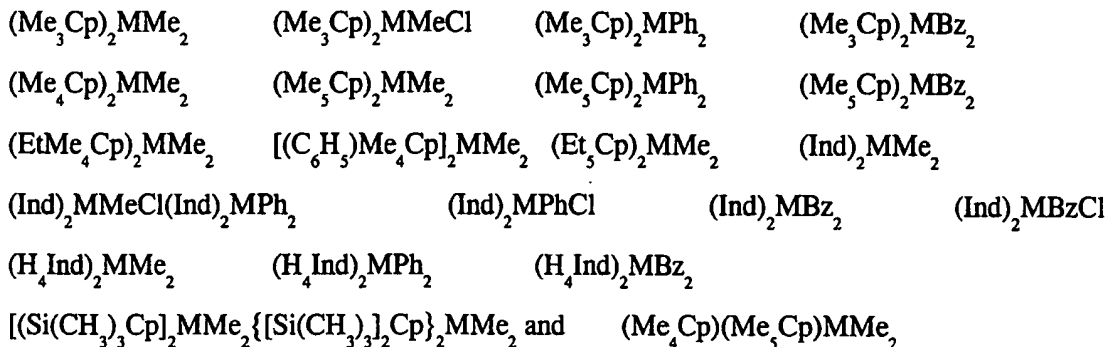 (Me₃Cp)₂MMe₂ (Me₃Cp)₂MMeCl (Me₃Cp)₂MPh₂ (Me₃Cp)₂MBz₂
(Me₄Cp)₂MMe₂ (Me₅Cp)₂MMe₂ (Me₅Cp)₂MPh₂ (Me₅Cp)₂MBz₂
(EtMe₄Cp)₂MMe₂ [(C₆H₅)Me₄Cp]₂MMe₂ (Et₅Cp)₂MMe₂ (Ind)₂MMe₂
(Ind)₂MMeCl(Ind)₂MPh₂ (Ind)₂MPhCl (Ind)₂MBz₂ (Ind)₂MBzCl
(H₄Ind)₂MMe₂ (H₄Ind)₂MPh₂ (H₄Ind)₂MBz₂
[(Si(CH₃)₃Cp]₂MMe₂{[Si(CH₃)₃]₂Cp}₂MMe₂ and (Me₄Cp)(Me₅Cp)MMe₂